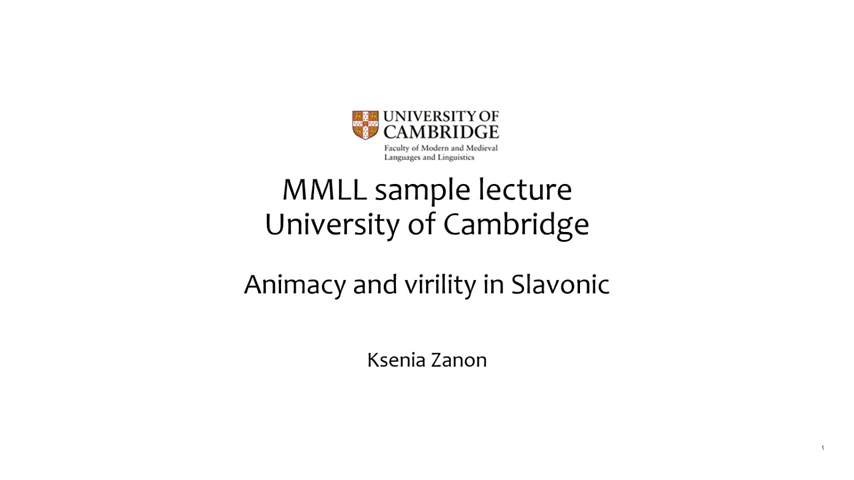 UNIVERSITY OF
CAMBRIDGE
Faculty of Modern and Medieval
Languages and Linguistics
MMLL sample lecture
University of Cambridge
Animacy and virility in Slavonic
Ksenia Zanon